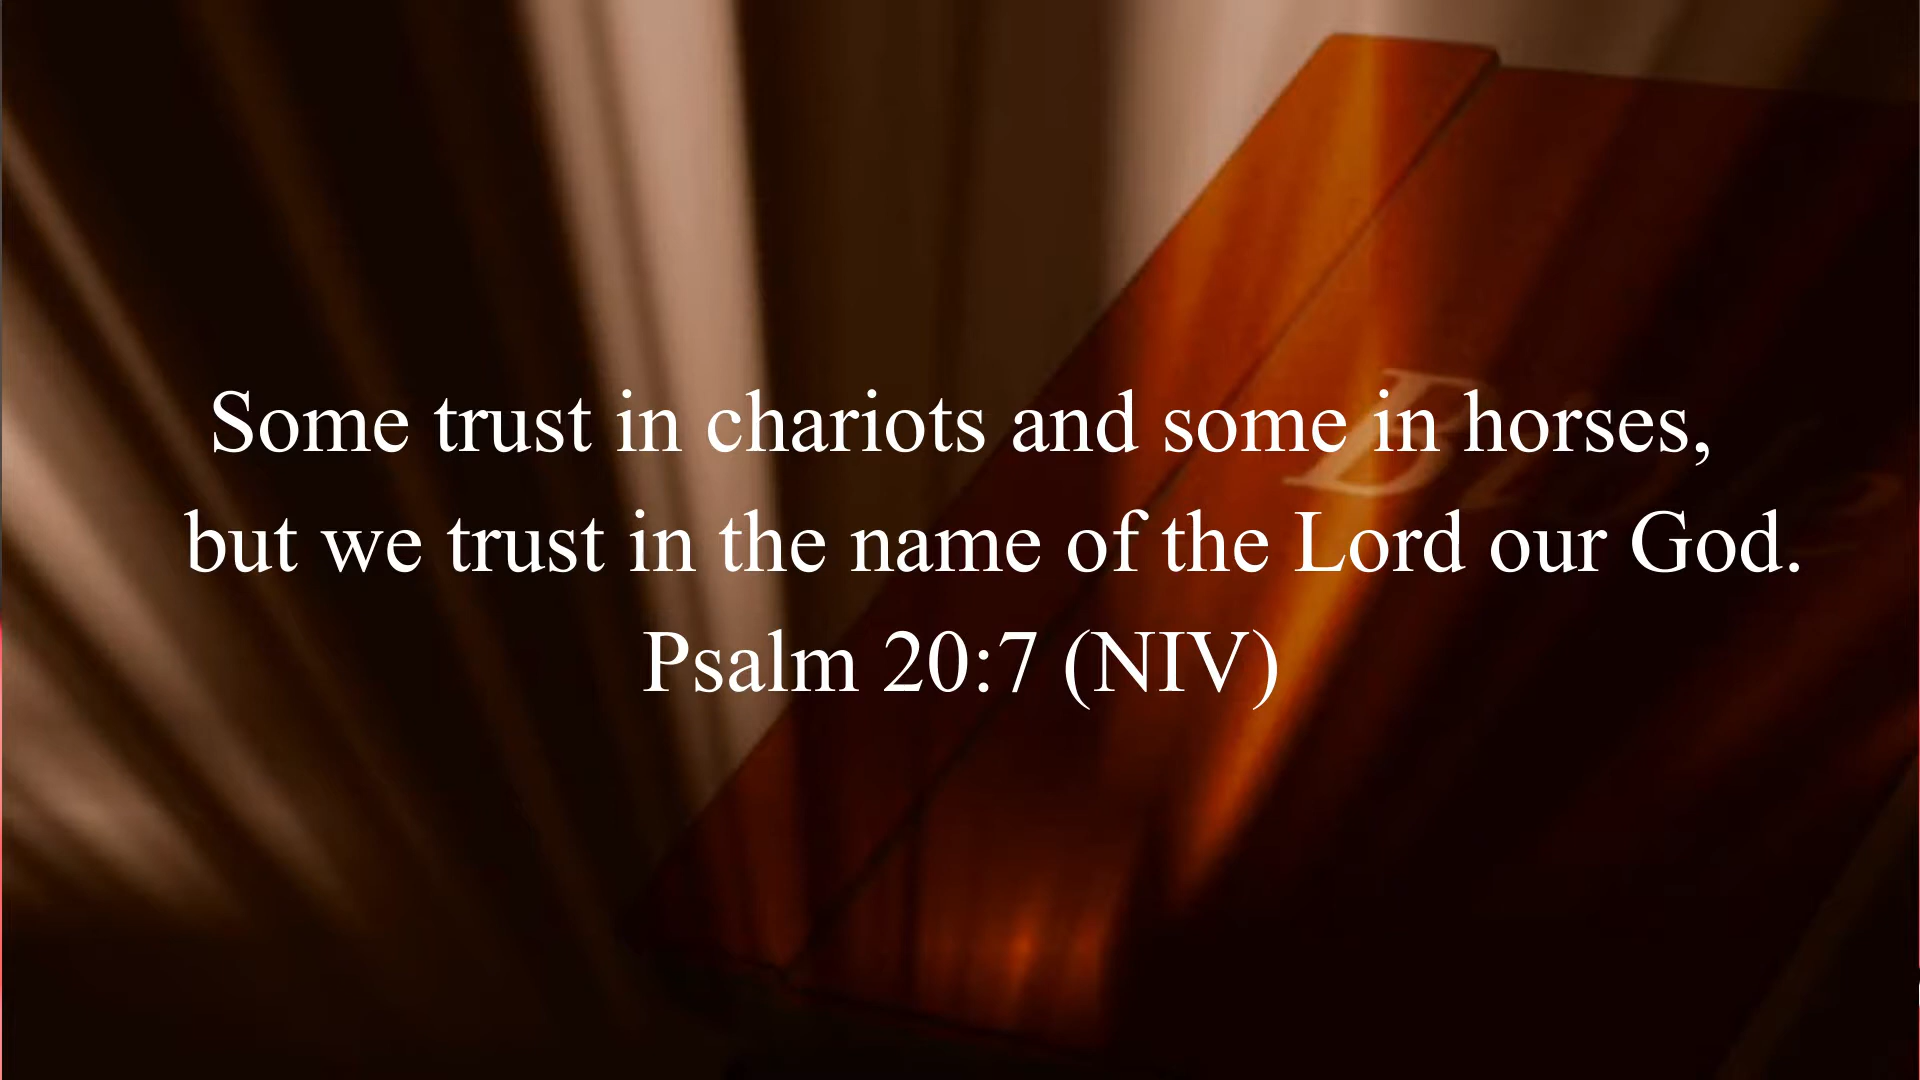 Some trust in chariots and some in horses,
but we trust in the name of the Lord our God.
Psalm 20:7 (NIV)
Bible